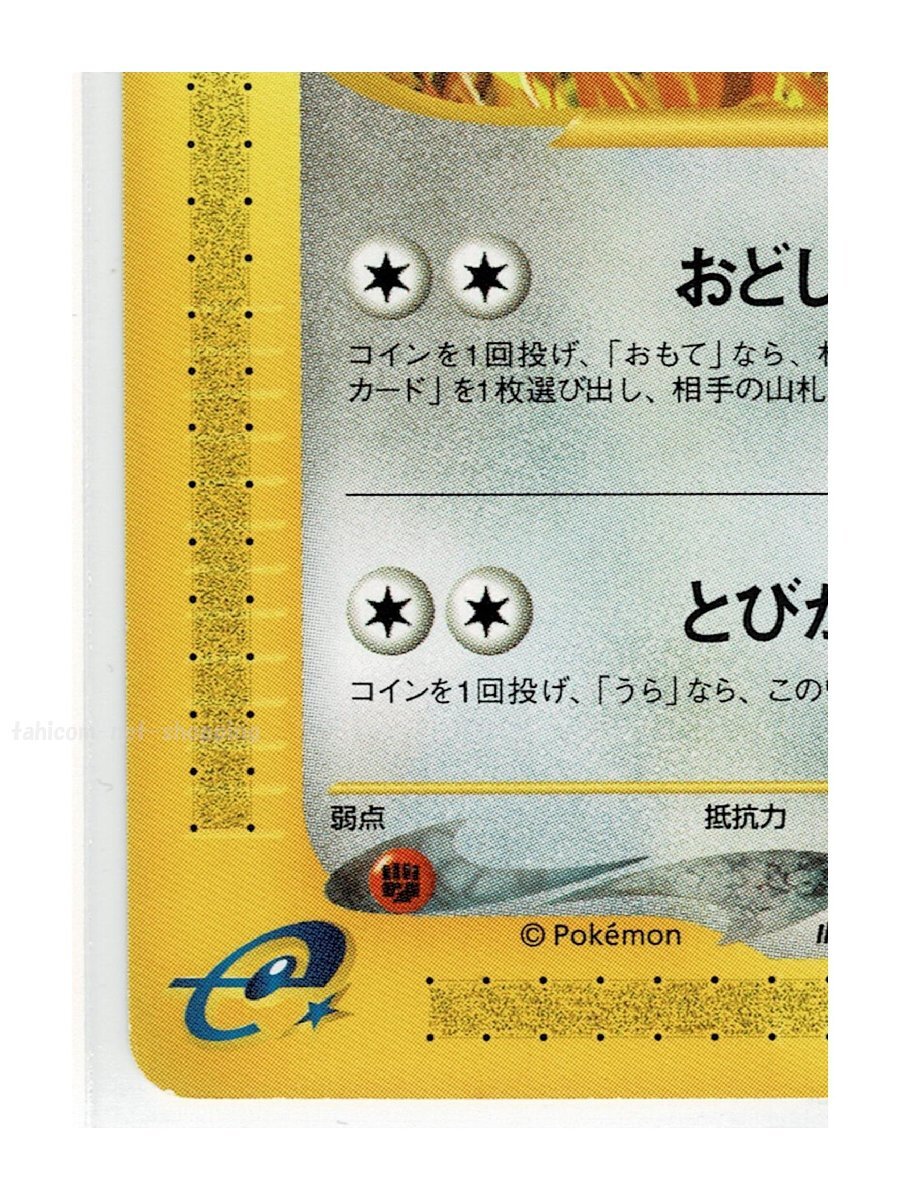 おどし
コインを1回投げ、「おもて」なら、
カード」を1枚選び出し、相手の山札
とびか
コインを1回投げ、「うら」なら、この
弱点
抵抗力
© Pokémon